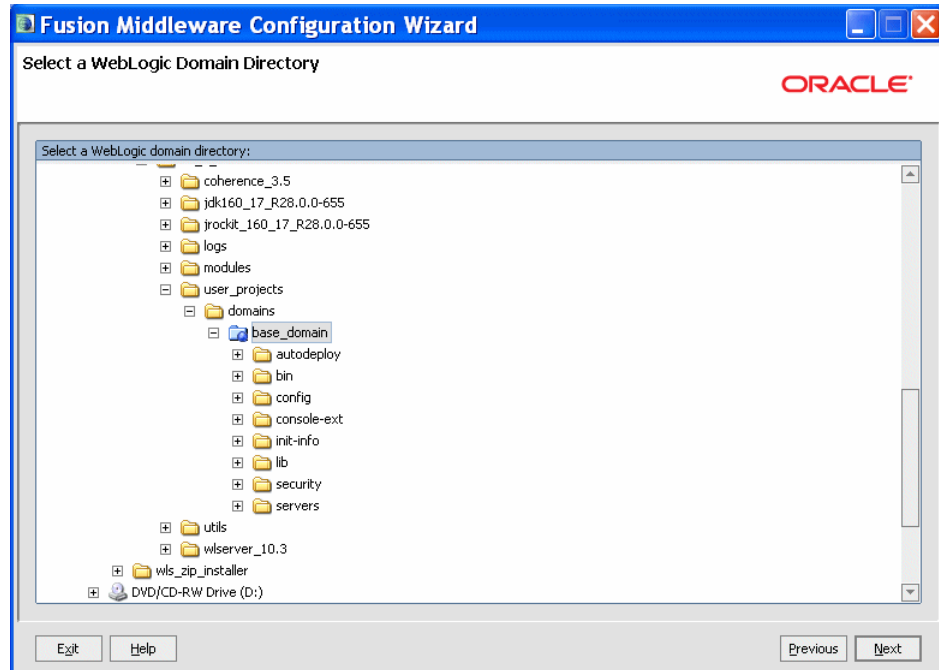 Fusion Middleware Configuration Wizard
Select a WebLogic Domain Directory
ORACLE
Select a WebLogic domain directory:
coherence_3.5
jdk160_17_R28.0.0-655
jrockit_160_17_R28.0.0-655
logs
modules
user_projects
domains
base_domain
autodeploy
bin
config
console-ext
init-info
lib
security
servers
utils
wlserver_10.3
wls_zip_installer
DVD/CD-RW Drive (D:)
Exit Help Previous Next